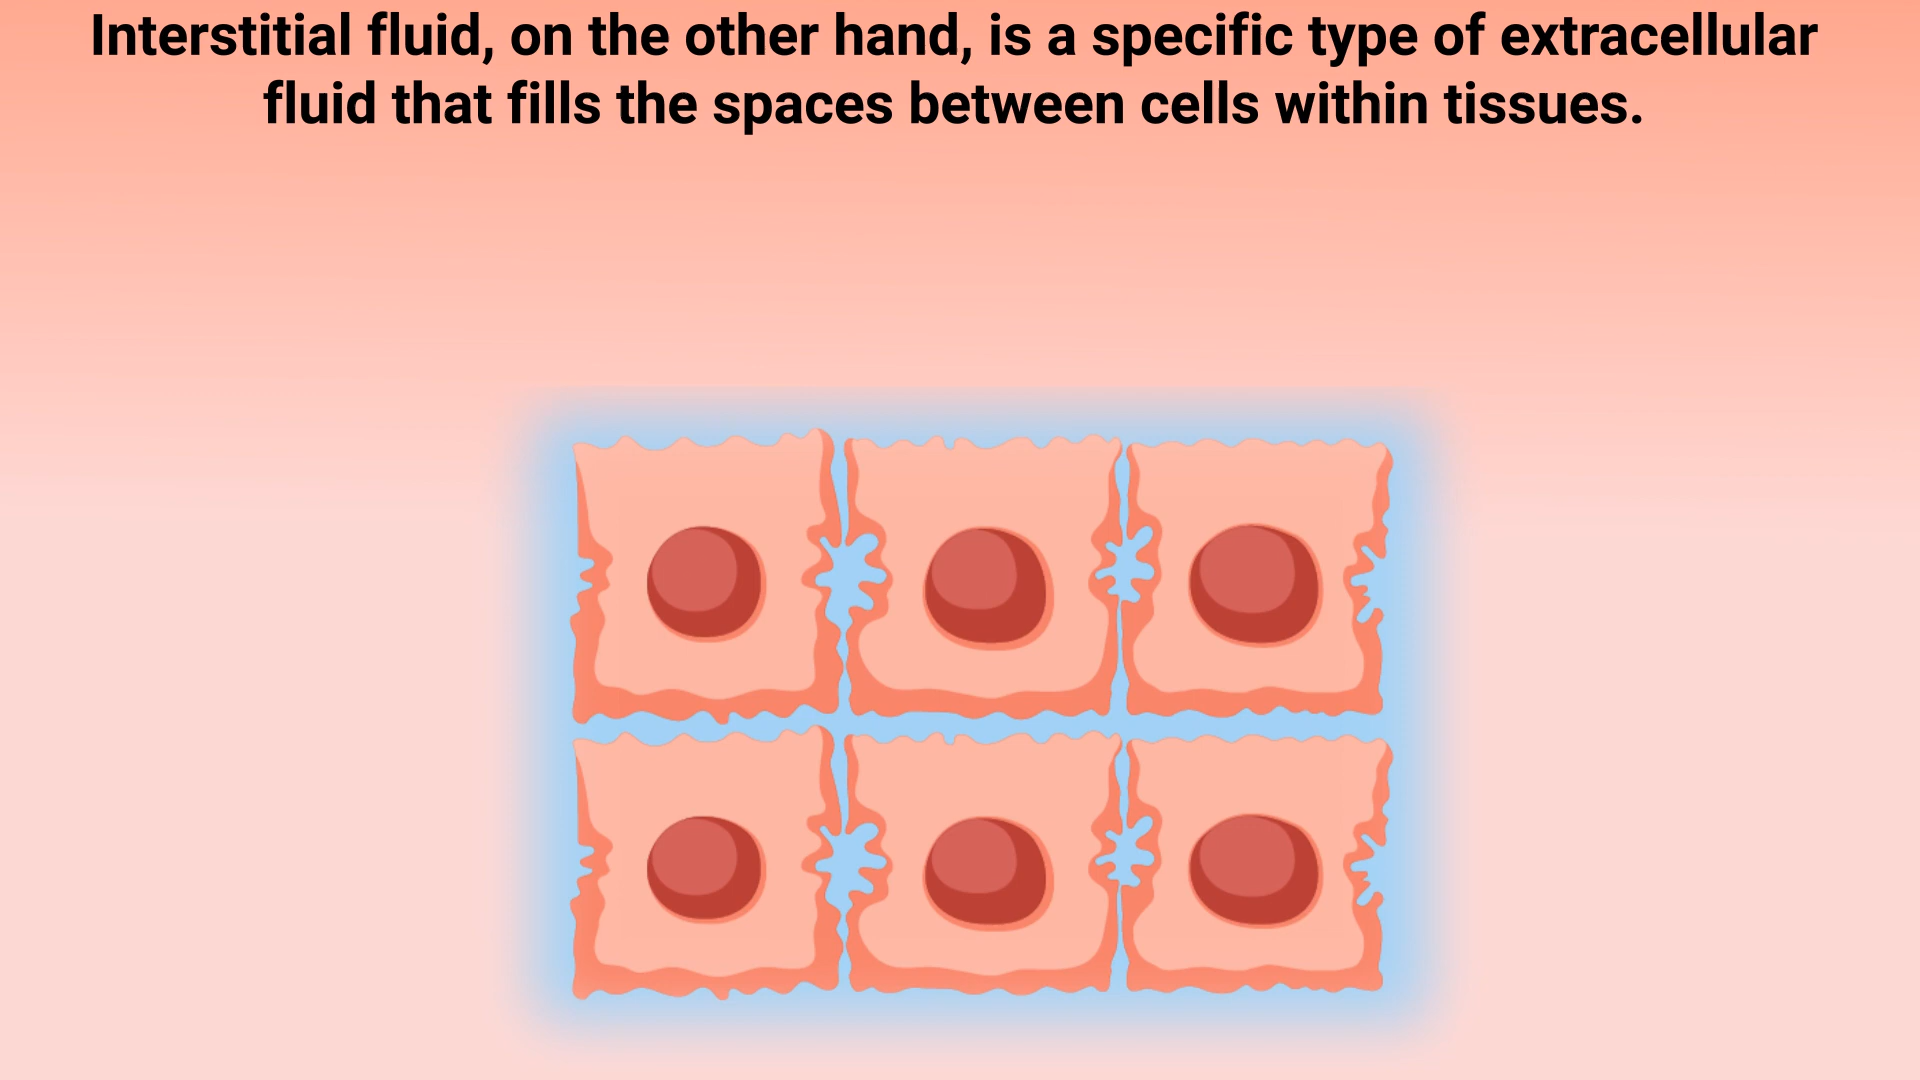 Interstitial fluid, on the other hand, is a specific type of extracellular
fluid that fills the spaces between cells within tissues.